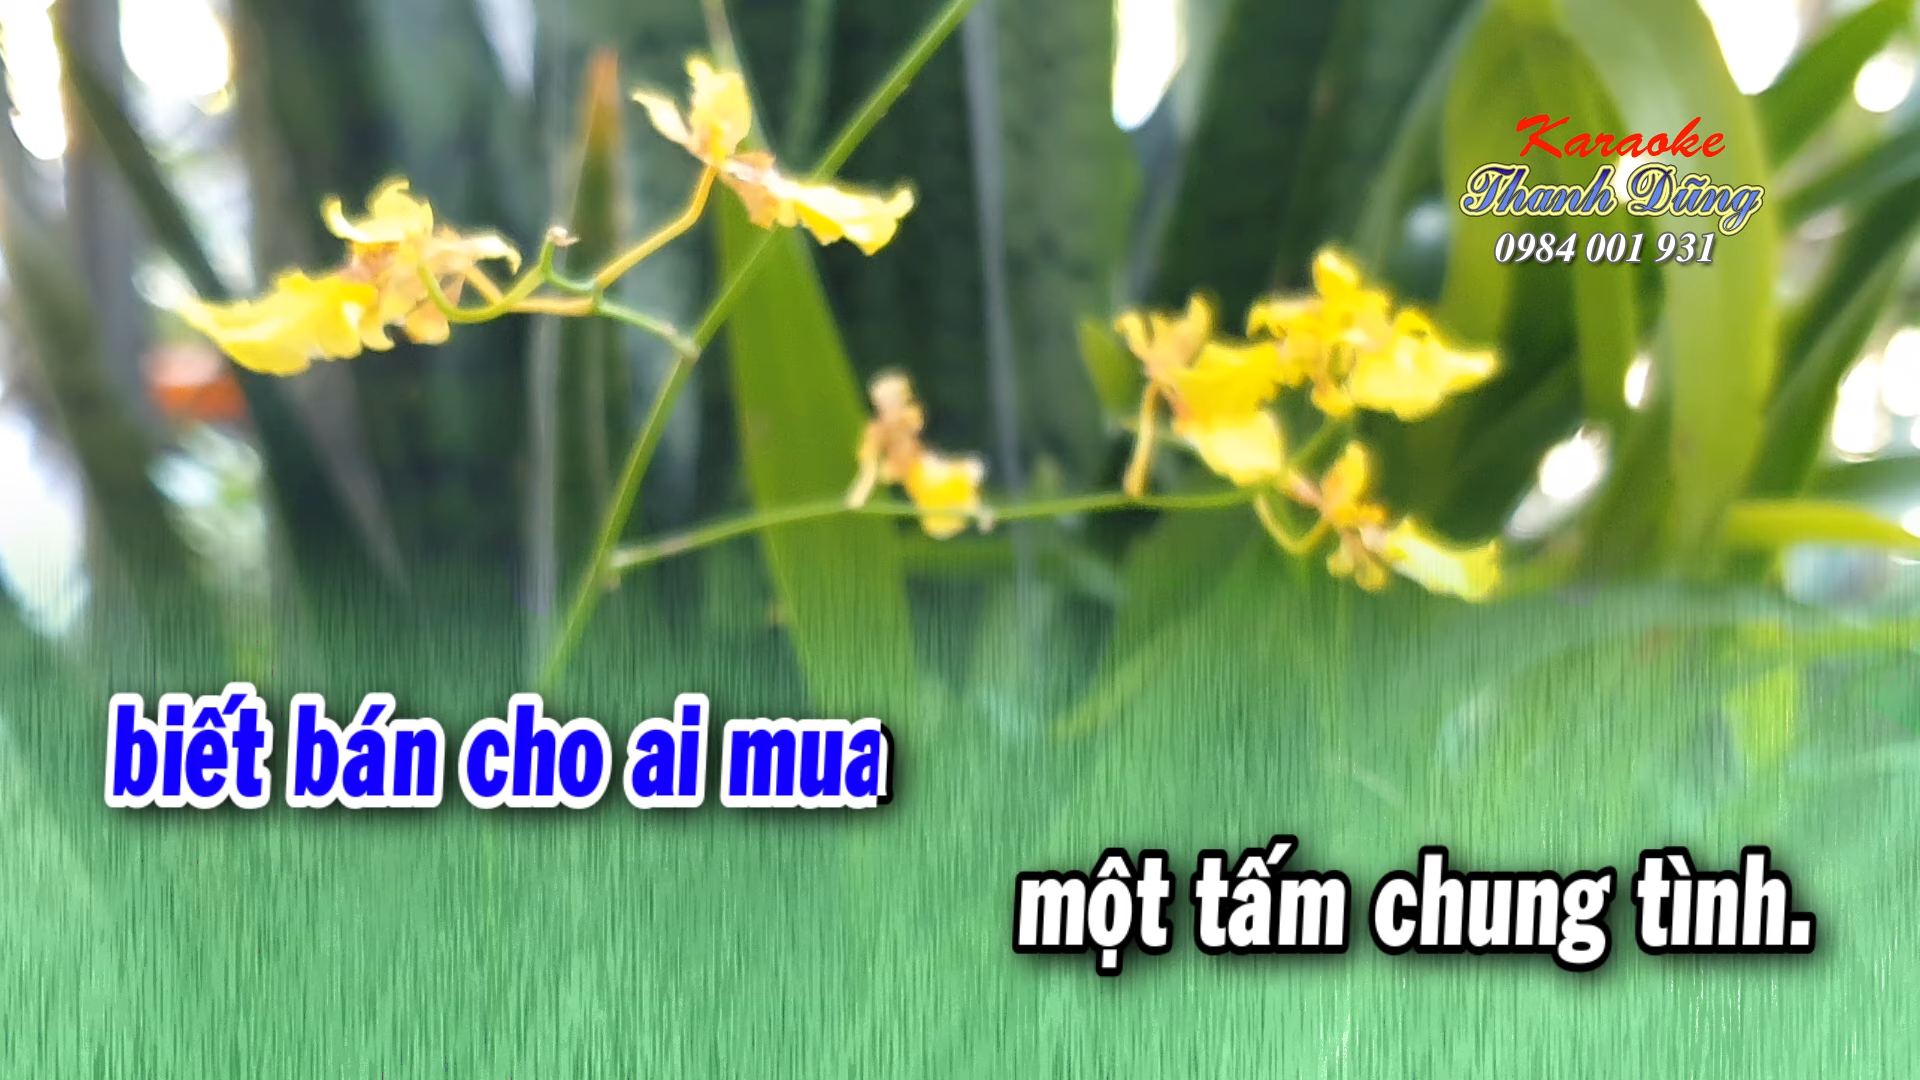 Karaoke
Thanh Dũng
0984 001 931
biết bán cho ai mua
một tấm chung tình.